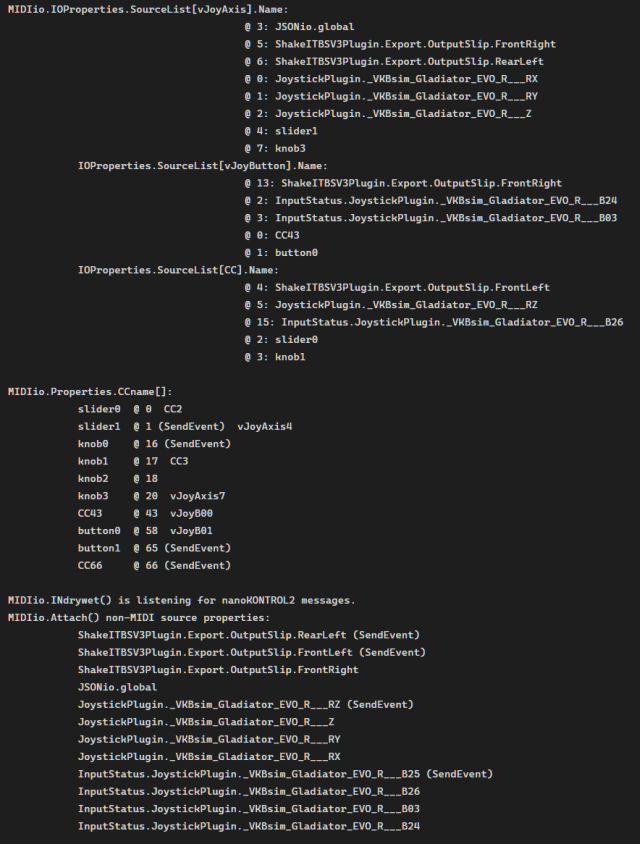 MIDIio.IOProperties.SourceList[vJoyAxis].Name:
@ 3: JSONio.global
@ 5: ShakeITBSV3Plugin.Export.OutputSlip.FrontRight
@ 6: ShakeITBSV3Plugin.Export.OutputSlip.RearLeft
@ 0: JoystickPlugin._VKBsim_Gladiator_EVO_R___RX
@ 1: JoystickPlugin._VKBsim_Gladiator_EVO_R___RY
@ 2: JoystickPlugin._VKBsim_Gladiator_EVO_R___Z
@ 4: slider1
@ 7: knob3
IOProperties.SourceList[vJoyButton].Name:
@ 13: ShakeITBSV3Plugin.Export.OutputSlip.FrontRight
@ 2: InputStatus.JoystickPlugin._VKBsim_Gladiator_EVO_R___B24
@ 3: InputStatus.JoystickPlugin._VKBsim_Gladiator_EVO_R___B03
@ 0: CC43
@ 1: button0
IOProperties.SourceList[CC].Name:
@ 4: ShakeITBSV3Plugin.Export.OutputSlip.FrontLeft
@ 5: JoystickPlugin._VKBsim_Gladiator_EVO_R___RZ
@ 15: InputStatus.JoystickPlugin._VKBsim_Gladiator_EVO_R___B26
@ 2: slider0
@ 3: knob1
MIDIio.Properties.CCname[]:
slider0 @ 0 CC2
slider1 @ 1 (SendEvent) vJoyAxis4
knob0 @ 16 (SendEvent)
knob1 @ 17 CC3
knob2 @ 18
knob3 @ 20 vJoyAxis7
CC43 @ 43 vJoyB00
button0 @ 58 vJoyB01
button1 @ 65 (SendEvent)
CC66 @ 66 (SendEvent)
MIDIio.INdrywet() is listening for nanoKONTROL2 messages.
MIDIio.Attach() non-MIDI source properties:
ShakeITBSV3Plugin.Export.OutputSlip.RearLeft (SendEvent)
ShakeITBSV3Plugin.Export.OutputSlip.FrontLeft (SendEvent)
ShakeITBSV3Plugin.Export.OutputSlip.FrontRight
JSONio.global
JoystickPlugin._VKBsim_Gladiator_EVO_R___RZ (SendEvent)
JoystickPlugin._VKBsim_Gladiator_EVO_R___Z
JoystickPlugin._VKBsim_Gladiator_EVO_R___RY
JoystickPlugin._VKBsim_Gladiator_EVO_R___RX
InputStatus.JoystickPlugin._VKBsim_Gladiator_EVO_R___B25 (SendEvent)
InputStatus.JoystickPlugin._VKBsim_Gladiator_EVO_R___B26
InputStatus.JoystickPlugin._VKBsim_Gladiator_EVO_R___B03
InputStatus.JoystickPlugin._VKBsim_Gladiator_EVO_R___B24